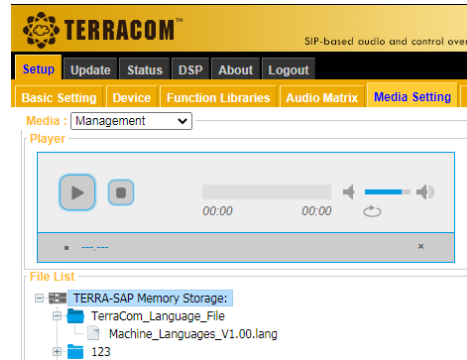 TERRACOM™
SIP-based audio and control over
Setup Update Status DSP About Logout
Basic Setting Device Function Libraries Audio Matrix Media Setting
Media : Management
Player
00:00 00:00
---.---
File List
TERRA-SAP Memory Storage:
TerraCom_Language_File
Machine_Languages_V1.00.lang
123